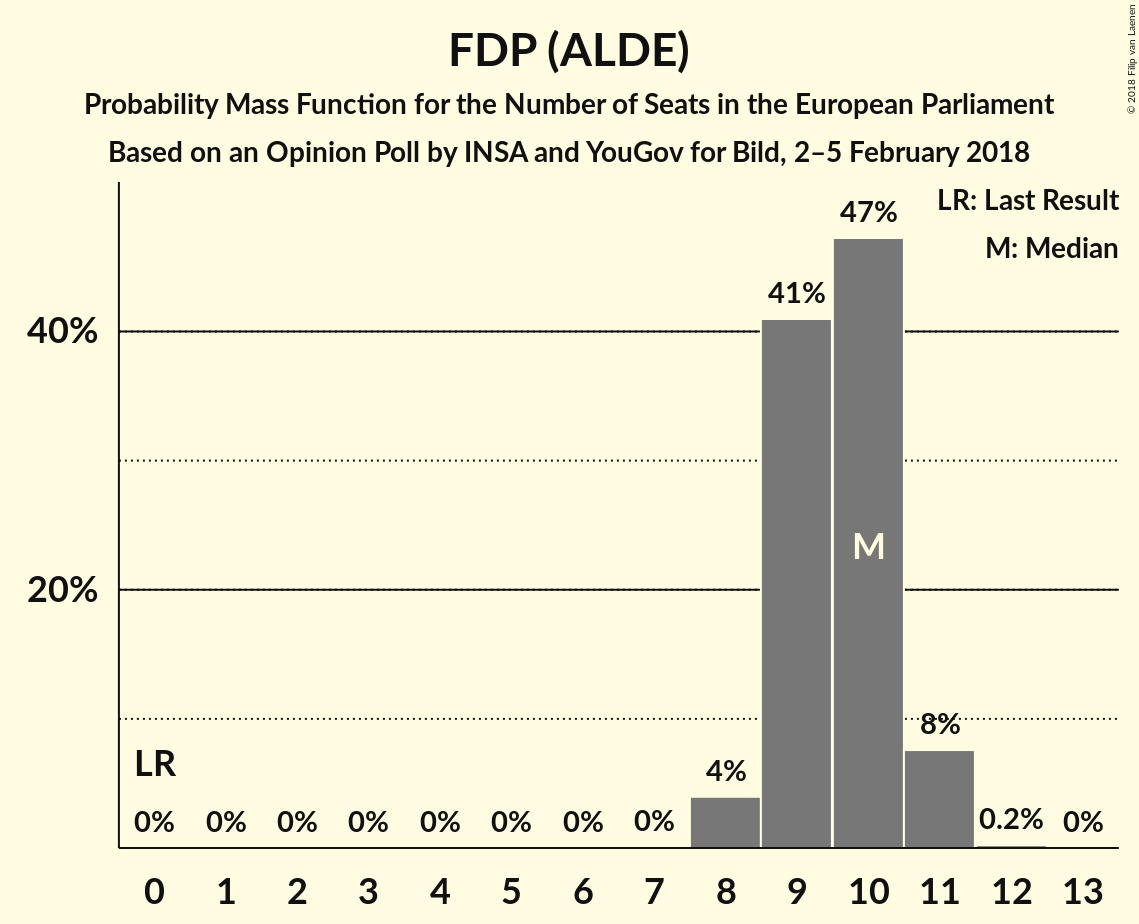 FDP (ALDE)
Probability Mass Function for the Number of Seats in the European Parliament
Based on an Opinion Poll by INSA and YouGov for Bild, 2–5 February 2018
© 2018 Filip van Laenen
LR: Last Result
M: Median
47%
41%
40%
M
20%
8%
LR
4%
0% 0% 0% 0% 0% 0% 0% 0% 0.2% 0%
0 1 2 3 4 5 6 7 8 9 10 11 12 13